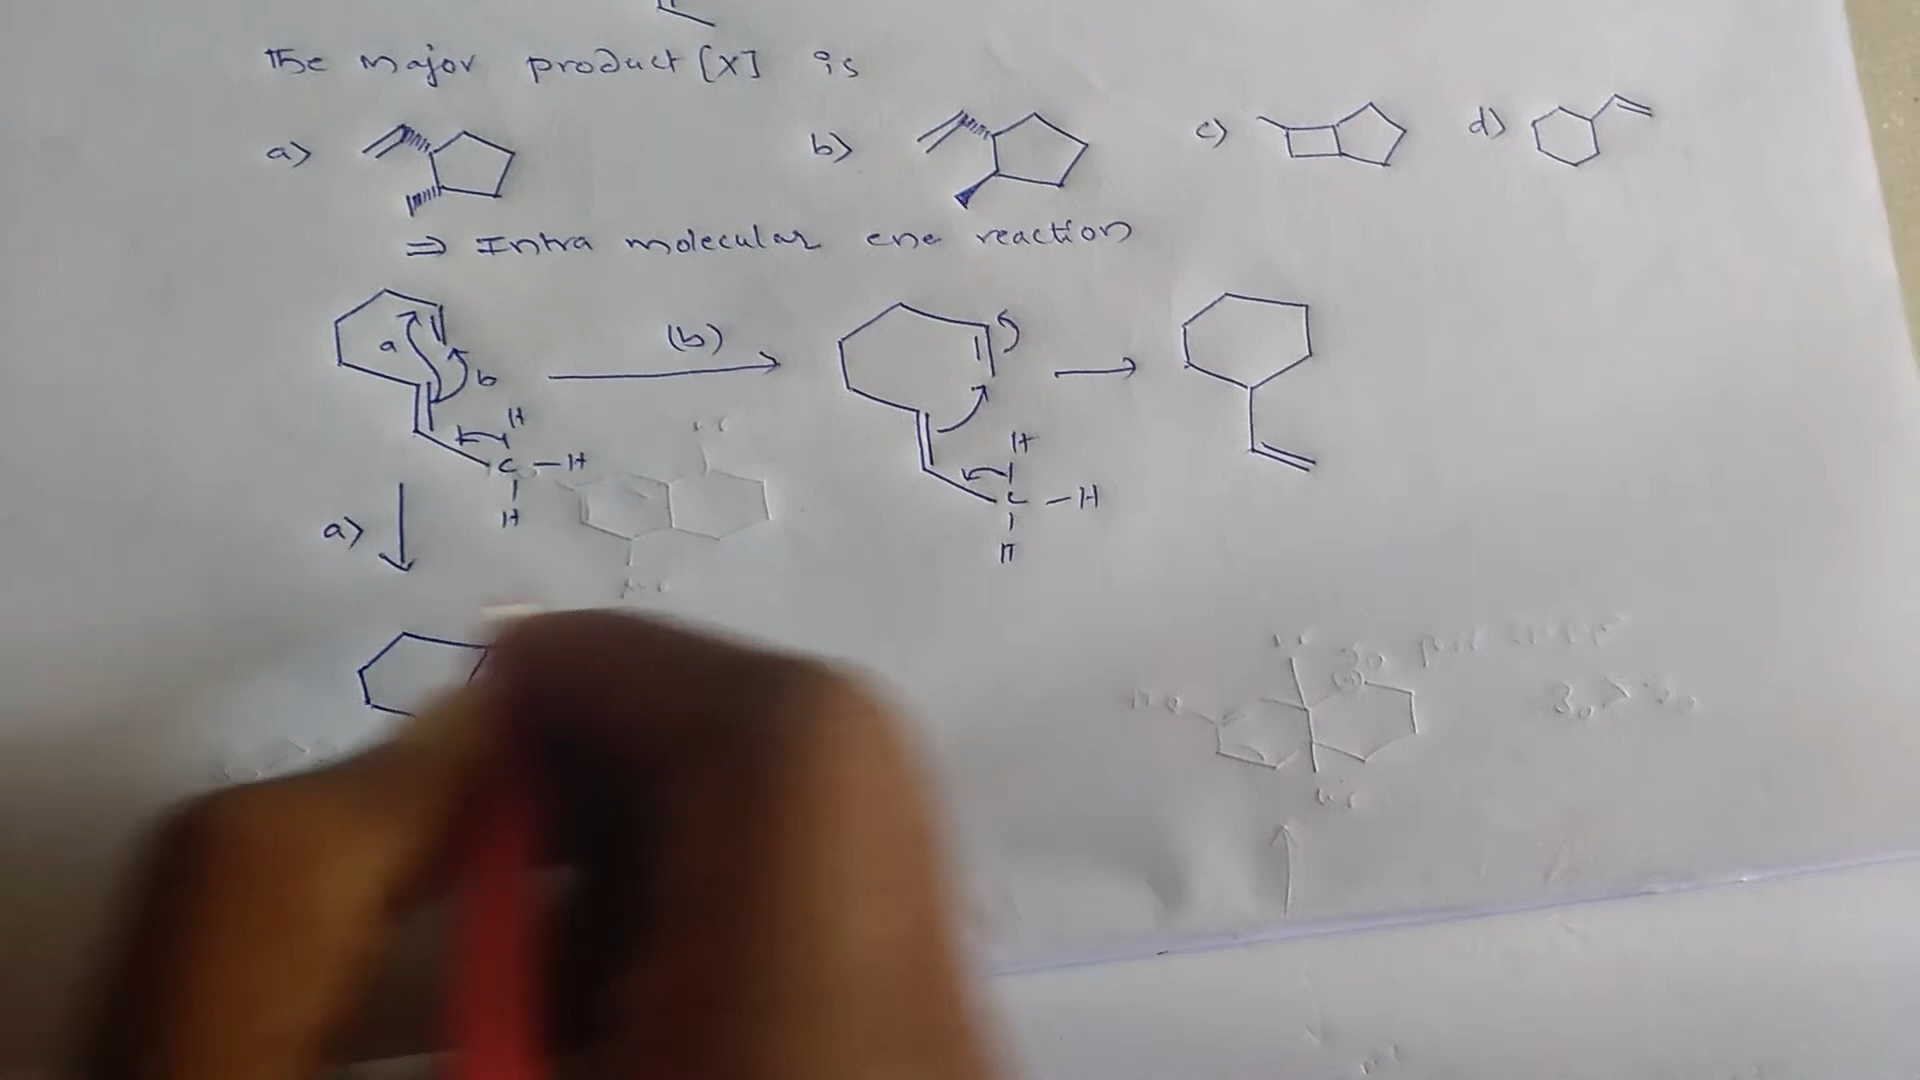 The major product [X] is
a) b) c) d)
⇒ Intra molecular ene reaction
a b (b)
H
C - H
H
H
C - H
H
a)